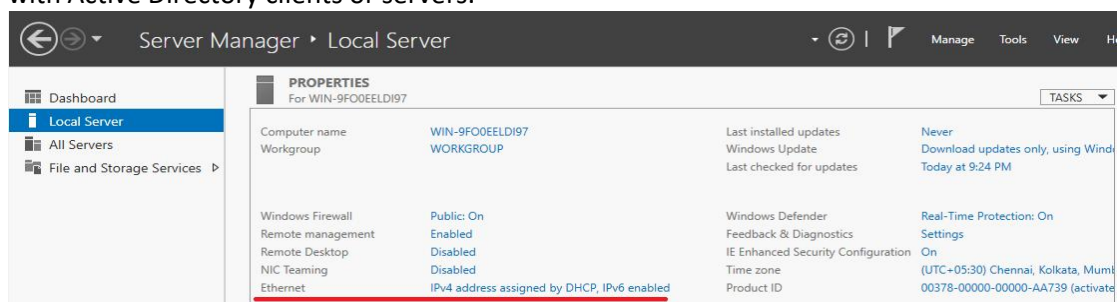 with Active Directory clients or servers.
Server Manager ‣ Local Server
Manage Tools View
Dashboard
Local Server
All Servers
File and Storage Services
PROPERTIES
For WIN-9FO0EELDI97
TASKS
Computer name WIN-9FO0EELDI97 Last installed updates Never
Workgroup WORKGROUP Windows Update Download updates only, using
Last checked for updates Today at 9:24 PM
Windows Firewall Public: On Windows Defender Real-Time Protection: On
Remote management Enabled Feedback & Diagnostics Settings
Remote Desktop Disabled IE Enhanced Security Configuration On
NIC Teaming Disabled Time zone (UTC+05:30) Chennai, Kolkata,
Ethernet IPv4 address assigned by DHCP, IPv6 enabled Product ID 00378-00000-00000-AA739